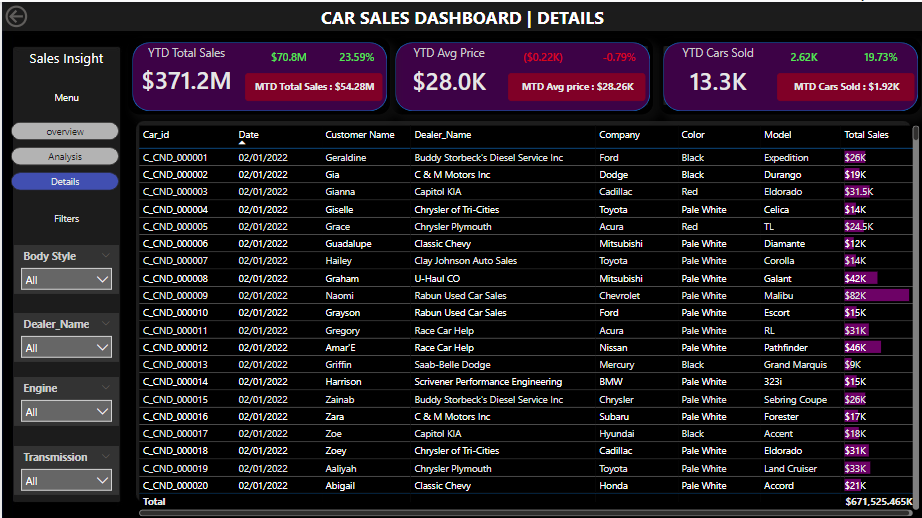 CAR SALES DASHBOARD | DETAILS
Sales Insight
Menu
overview
Analysis
Details
Filters
Body Style
All
Dealer_Name
All
Engine
All
Transmission
All
YTD Total Sales $70.8M 23.59%
$371.2M MTD Total Sales : $54.28M
YTD Avg Price ($0.22K) -0.79%
$28.0K MTD Avg price : $28.26K
YTD Cars Sold 2.62K 19.73%
13.3K MTD Cars Sold : $1.92K
Car_id Date Customer Name Dealer_Name Company Color Model Total Sales
C_CND_000001 02/01/2022 Geraldine Buddy Storbeck's Diesel Service Inc Ford Black Expedition $26K
C_CND_000002 02/01/2022 Gia C & M Motors Inc Dodge Black Durango $19K
C_CND_000003 02/01/2022 Gianna Capitol KIA Cadillac Red Eldorado $31.5K
C_CND_000004 02/01/2022 Giselle Chrysler of Tri-Cities Toyota Pale White Celica $14K
C_CND_000005 02/01/2022 Grace Chrysler Plymouth Acura Red TL $24.5K
C_CND_000006 02/01/2022 Guadalupe Classic Chevy Mitsubishi Pale White Diamante $12K
C_CND_000007 02/01/2022 Hailey Clay Johnson Auto Sales Toyota Pale White Corolla $14K
C_CND_000008 02/01/2022 Graham U-Haul CO Mitsubishi Pale White Galant $42K
C_CND_000009 02/01/2022 Naomi Rabun Used Car Sales Chevrolet Pale White Malibu $82K
C_CND_000010 02/01/2022 Grayson Rabun Used Car Sales Ford Pale White Escort $15K
C_CND_000011 02/01/2022 Gregory Race Car Help Acura Pale White RL $31K
C_CND_000012 02/01/2022 Amar'E Race Car Help Nissan Pale White Pathfinder $46K
C_CND_000013 02/01/2022 Griffin Saab-Belle Dodge Mercury Black Grand Marquis $9K
C_CND_000014 02/01/2022 Harrison Scrivener Performance Engineering BMW Pale White 323i $15K
C_CND_000015 02/01/2022 Zainab Buddy Storbeck's Diesel Service Inc Chrysler Pale White Sebring Coupe $26K
C_CND_000016 02/01/2022 Zara C & M Motors Inc Subaru Pale White Forester $17K
C_CND_000017 02/01/2022 Zoe Capitol KIA Hyundai Black Accent $18K
C_CND_000018 02/01/2022 Zoey Chrysler of Tri-Cities Cadillac Pale White Eldorado $31K
C_CND_000019 02/01/2022 Aaliyah Chrysler Plymouth Toyota Pale White Land Cruiser $33K
C_CND_000020 02/01/2022 Abigail Classic Chevy Honda Pale White Accord $21K
Total $671,525.465K